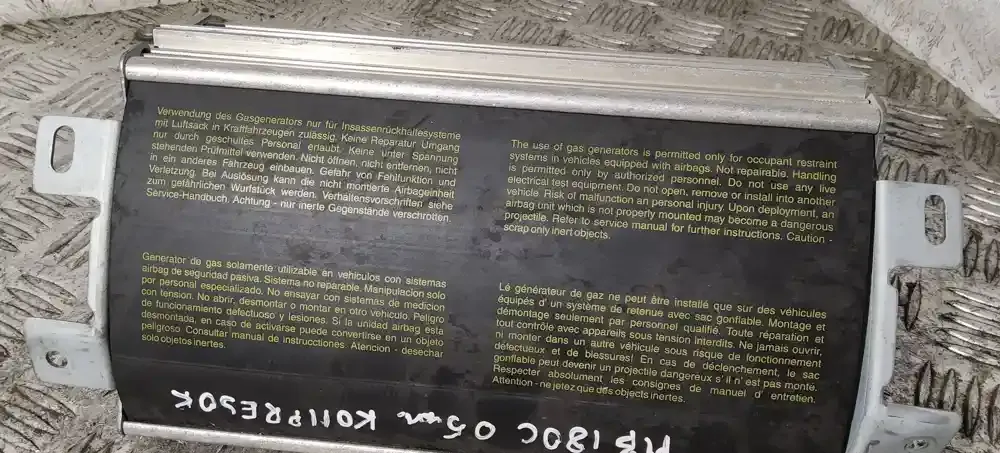 Verwendung des Gasgenerators nur für Insassenrückhaltesysteme
mit Luftsack in Kraftfahrzeugen zulässig. Keine Reparatur. Umgang
nur durch geschultes Personal erlaubt. Keine unter Spannung
stehenden Prüfmittel verwenden. Nicht öffnen, nicht entfernen, nicht
in ein anderes Fahrzeug einbauen. Gefahr von Fehlfunktion und
Verletzung. Bei Auslösung kann die nicht montierte Airbageinheit
zum gefährlichen Wurfstück werden. Verhaltensvorschriften siehe
Service-Handbuch. Achtung - nur inerte Gegenstände verschrotten.
The use of gas generators is permitted only for occupant restraint
systems in vehicles equipped with airbags. Not repairable. Handling
is permitted only by authorized personnel. Do not use any live
electrical test equipment. Do not open, remove or install into another
vehicle. Risk of malfunction an personal injury. Upon deployment, an
airbag unit which is not properly mounted may become a dangerous
projectile. Refer to service manual for further instructions. Caution -
scrap only inert objects.
Generator de gas solamente utilizable en vehiculos con sistemas
airbag de seguridad pasiva. Sistema no reparable. Manipulacion solo
por personal especializado. No ensayar con sistemas de medicion
con tension. No abrir, desmontar o montar en otro vehiculo. Peligro
de funcionamiento defectuoso y lesiones. Si la unidad airbag esta
desmontada, en caso de activarse puede convertirse en un objeto
peligroso Consultar manual de instrucciones. Atencion - desechar
solo objetos inertes.
Lé générateur de gaz ne peut être installé que sur des véhicules
équipés d' un système de retenue avec sac gonflable. Montage et
démontage seulement par personnel qualifié. Toute réparation et
tout contrôle avec appareils sous tension interdits. Ne jamais ouvrir,
ni monter dans un autre véhicule sous risque de fonctionnement
défectueux et de blessures! En cas de déclenchement, le sac
gonflable peut devenir un projectile dangereux s' il n' est pas monté.
Respecter absolument les consignes de manuel d' entretien.
Attention - ne jetez que des objects inertes.
MB 180C 05 KOMPRESOR